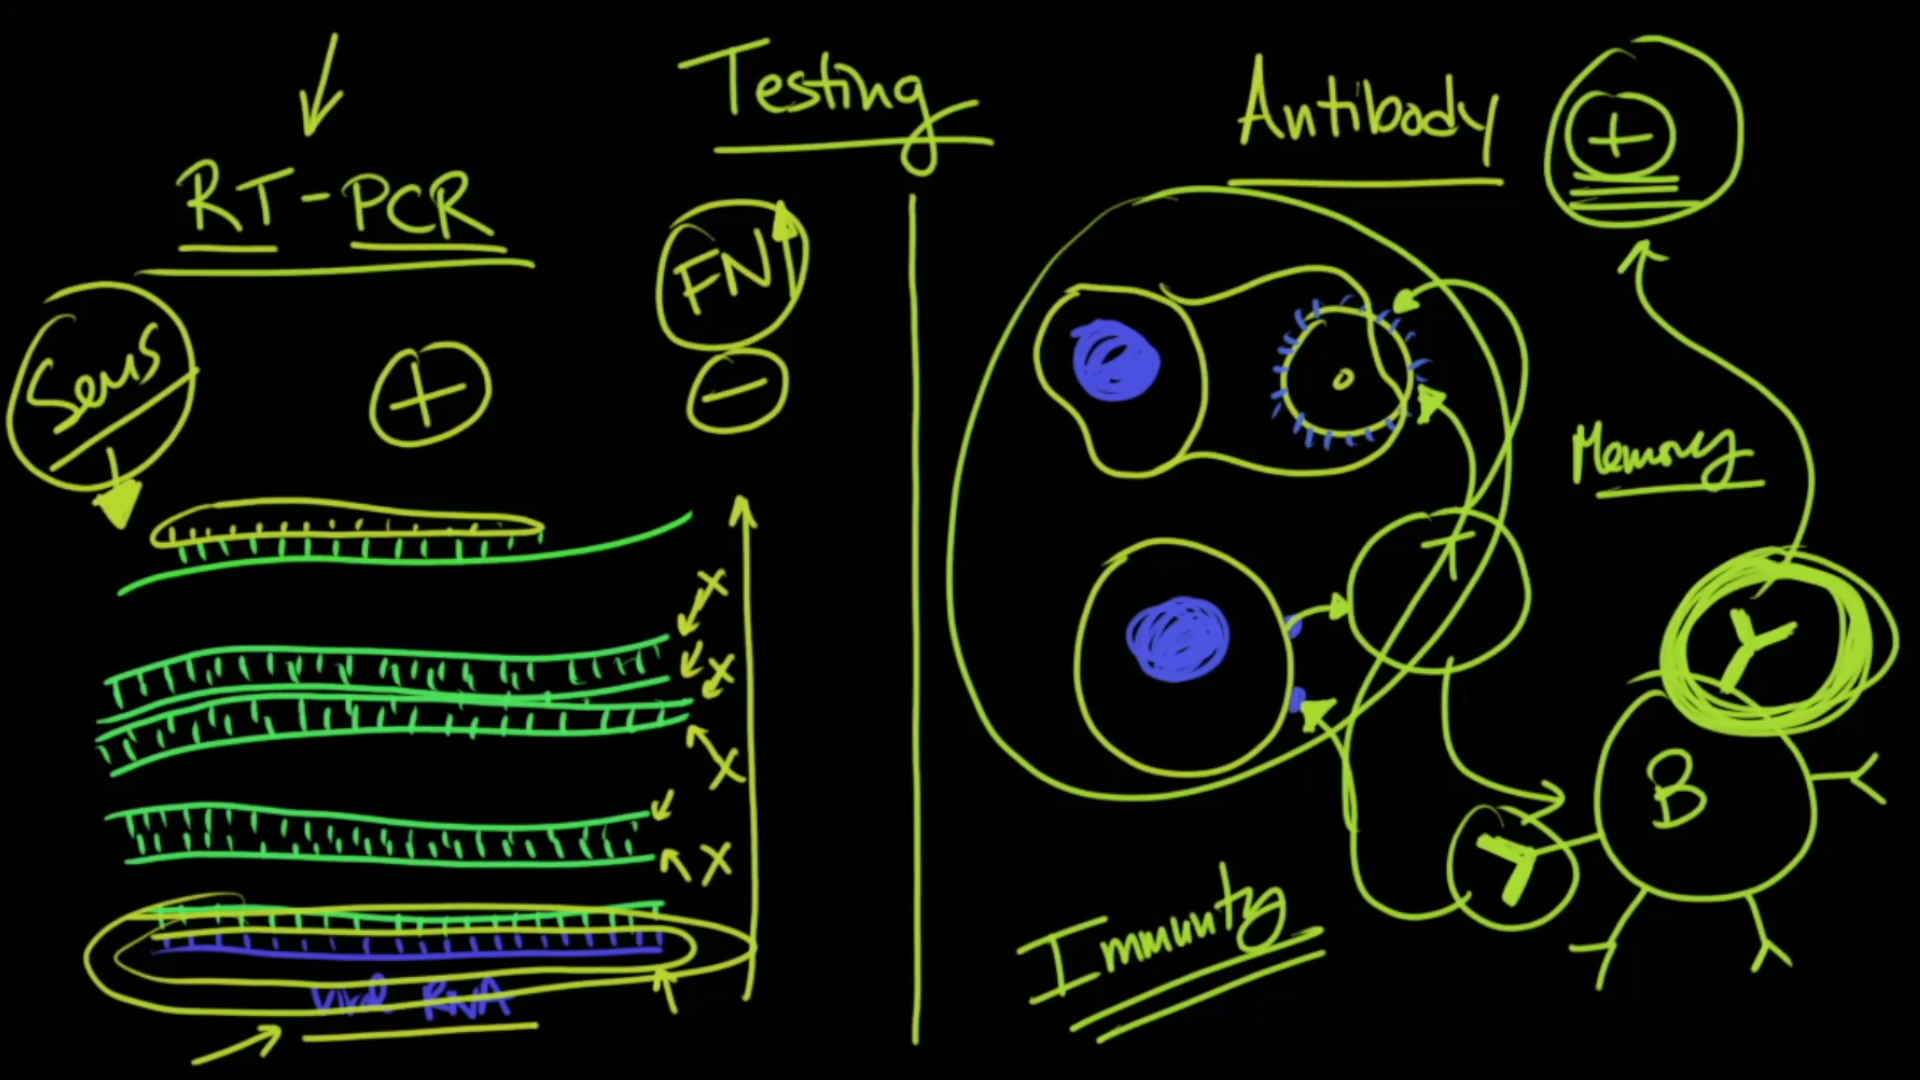 Testing
RT-PCR
Sens
+
FN
-
X
X
X
X
Viral RNA
Antibody
+
T
Memory
B
Immunity